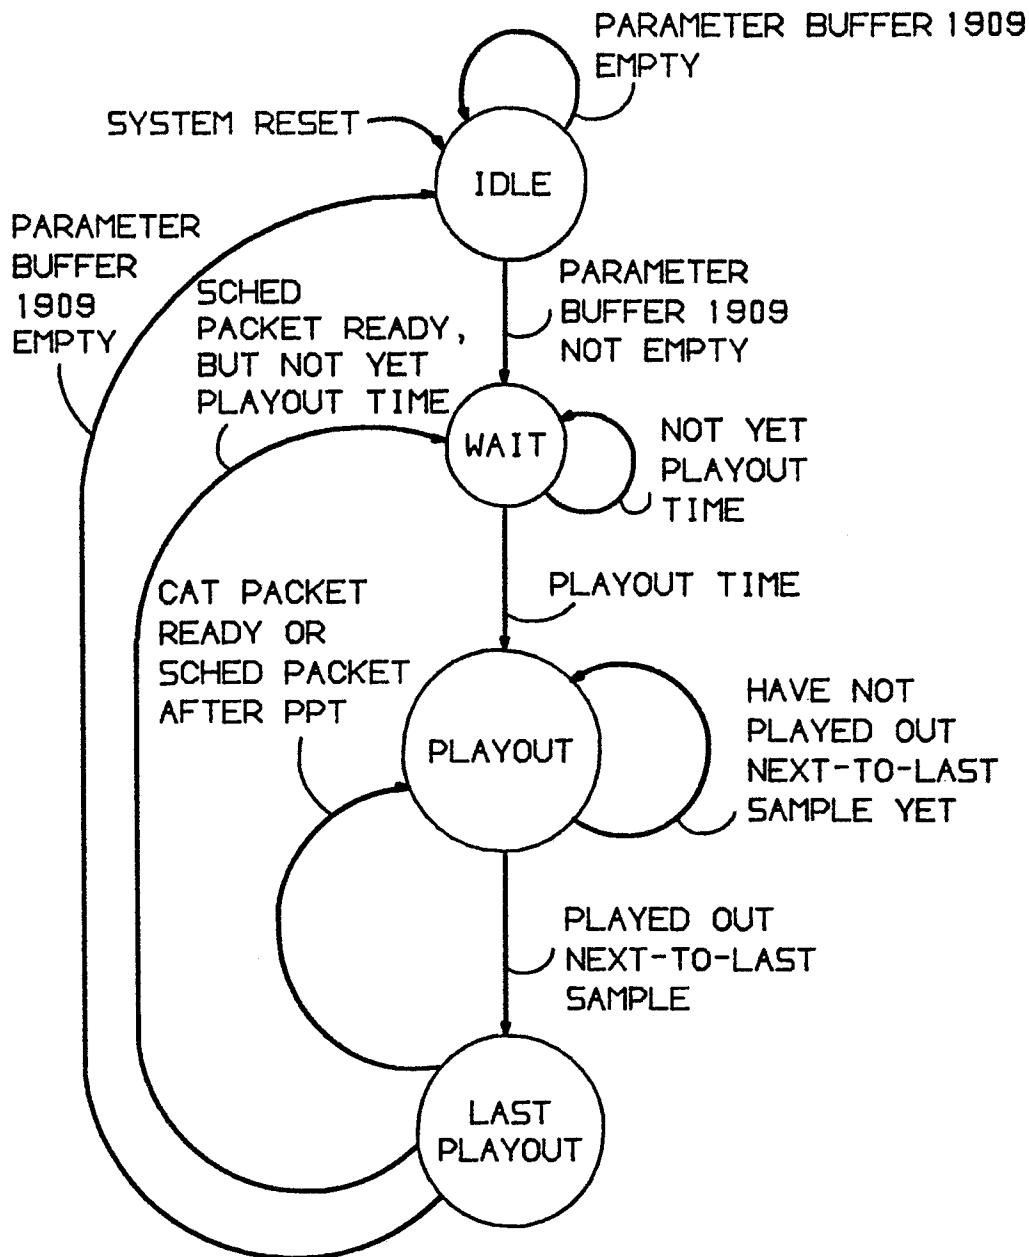 PARAMETER BUFFER 1909
EMPTY
SYSTEM RESET
IDLE
PARAMETER
BUFFER
1909
EMPTY
PARAMETER
BUFFER 1909
NOT EMPTY
SCHED
PACKET READY,
BUT NOT YET
PLAYOUT TIME
WAIT
NOT YET
PLAYOUT
TIME
PLAYOUT TIME
CAT PACKET
READY OR
SCHED PACKET
AFTER PPT
PLAYOUT
HAVE NOT
PLAYED OUT
NEXT-TO-LAST
SAMPLE YET
PLAYED OUT
NEXT-TO-LAST
SAMPLE
LAST
PLAYOUT